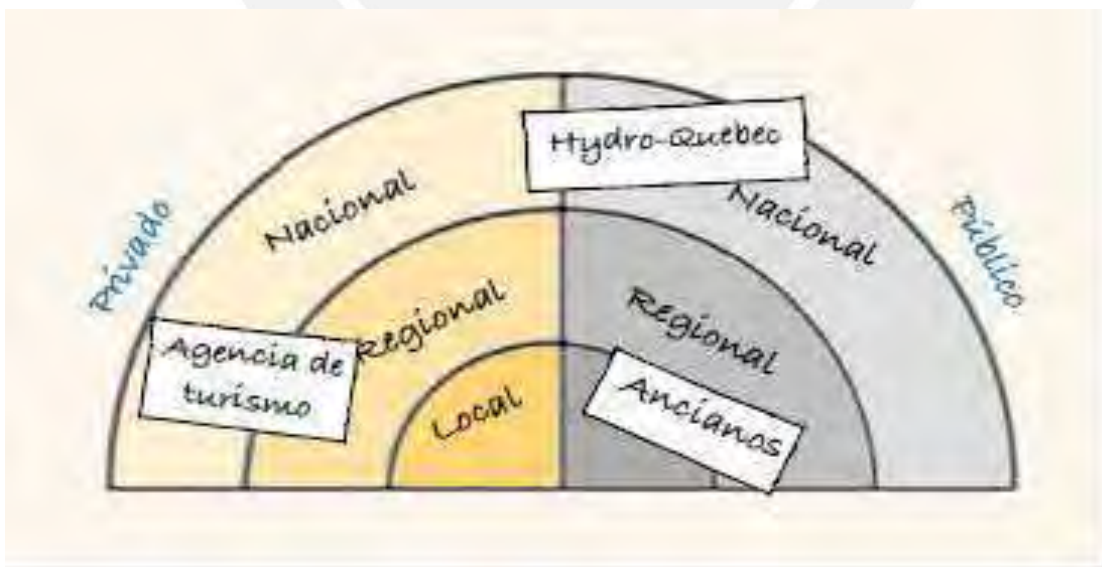 Hydro-Quebec
Nacional
Nacional
Privado
Público
Regional
Regional
Agencia de
turismo
Local
Ancianos